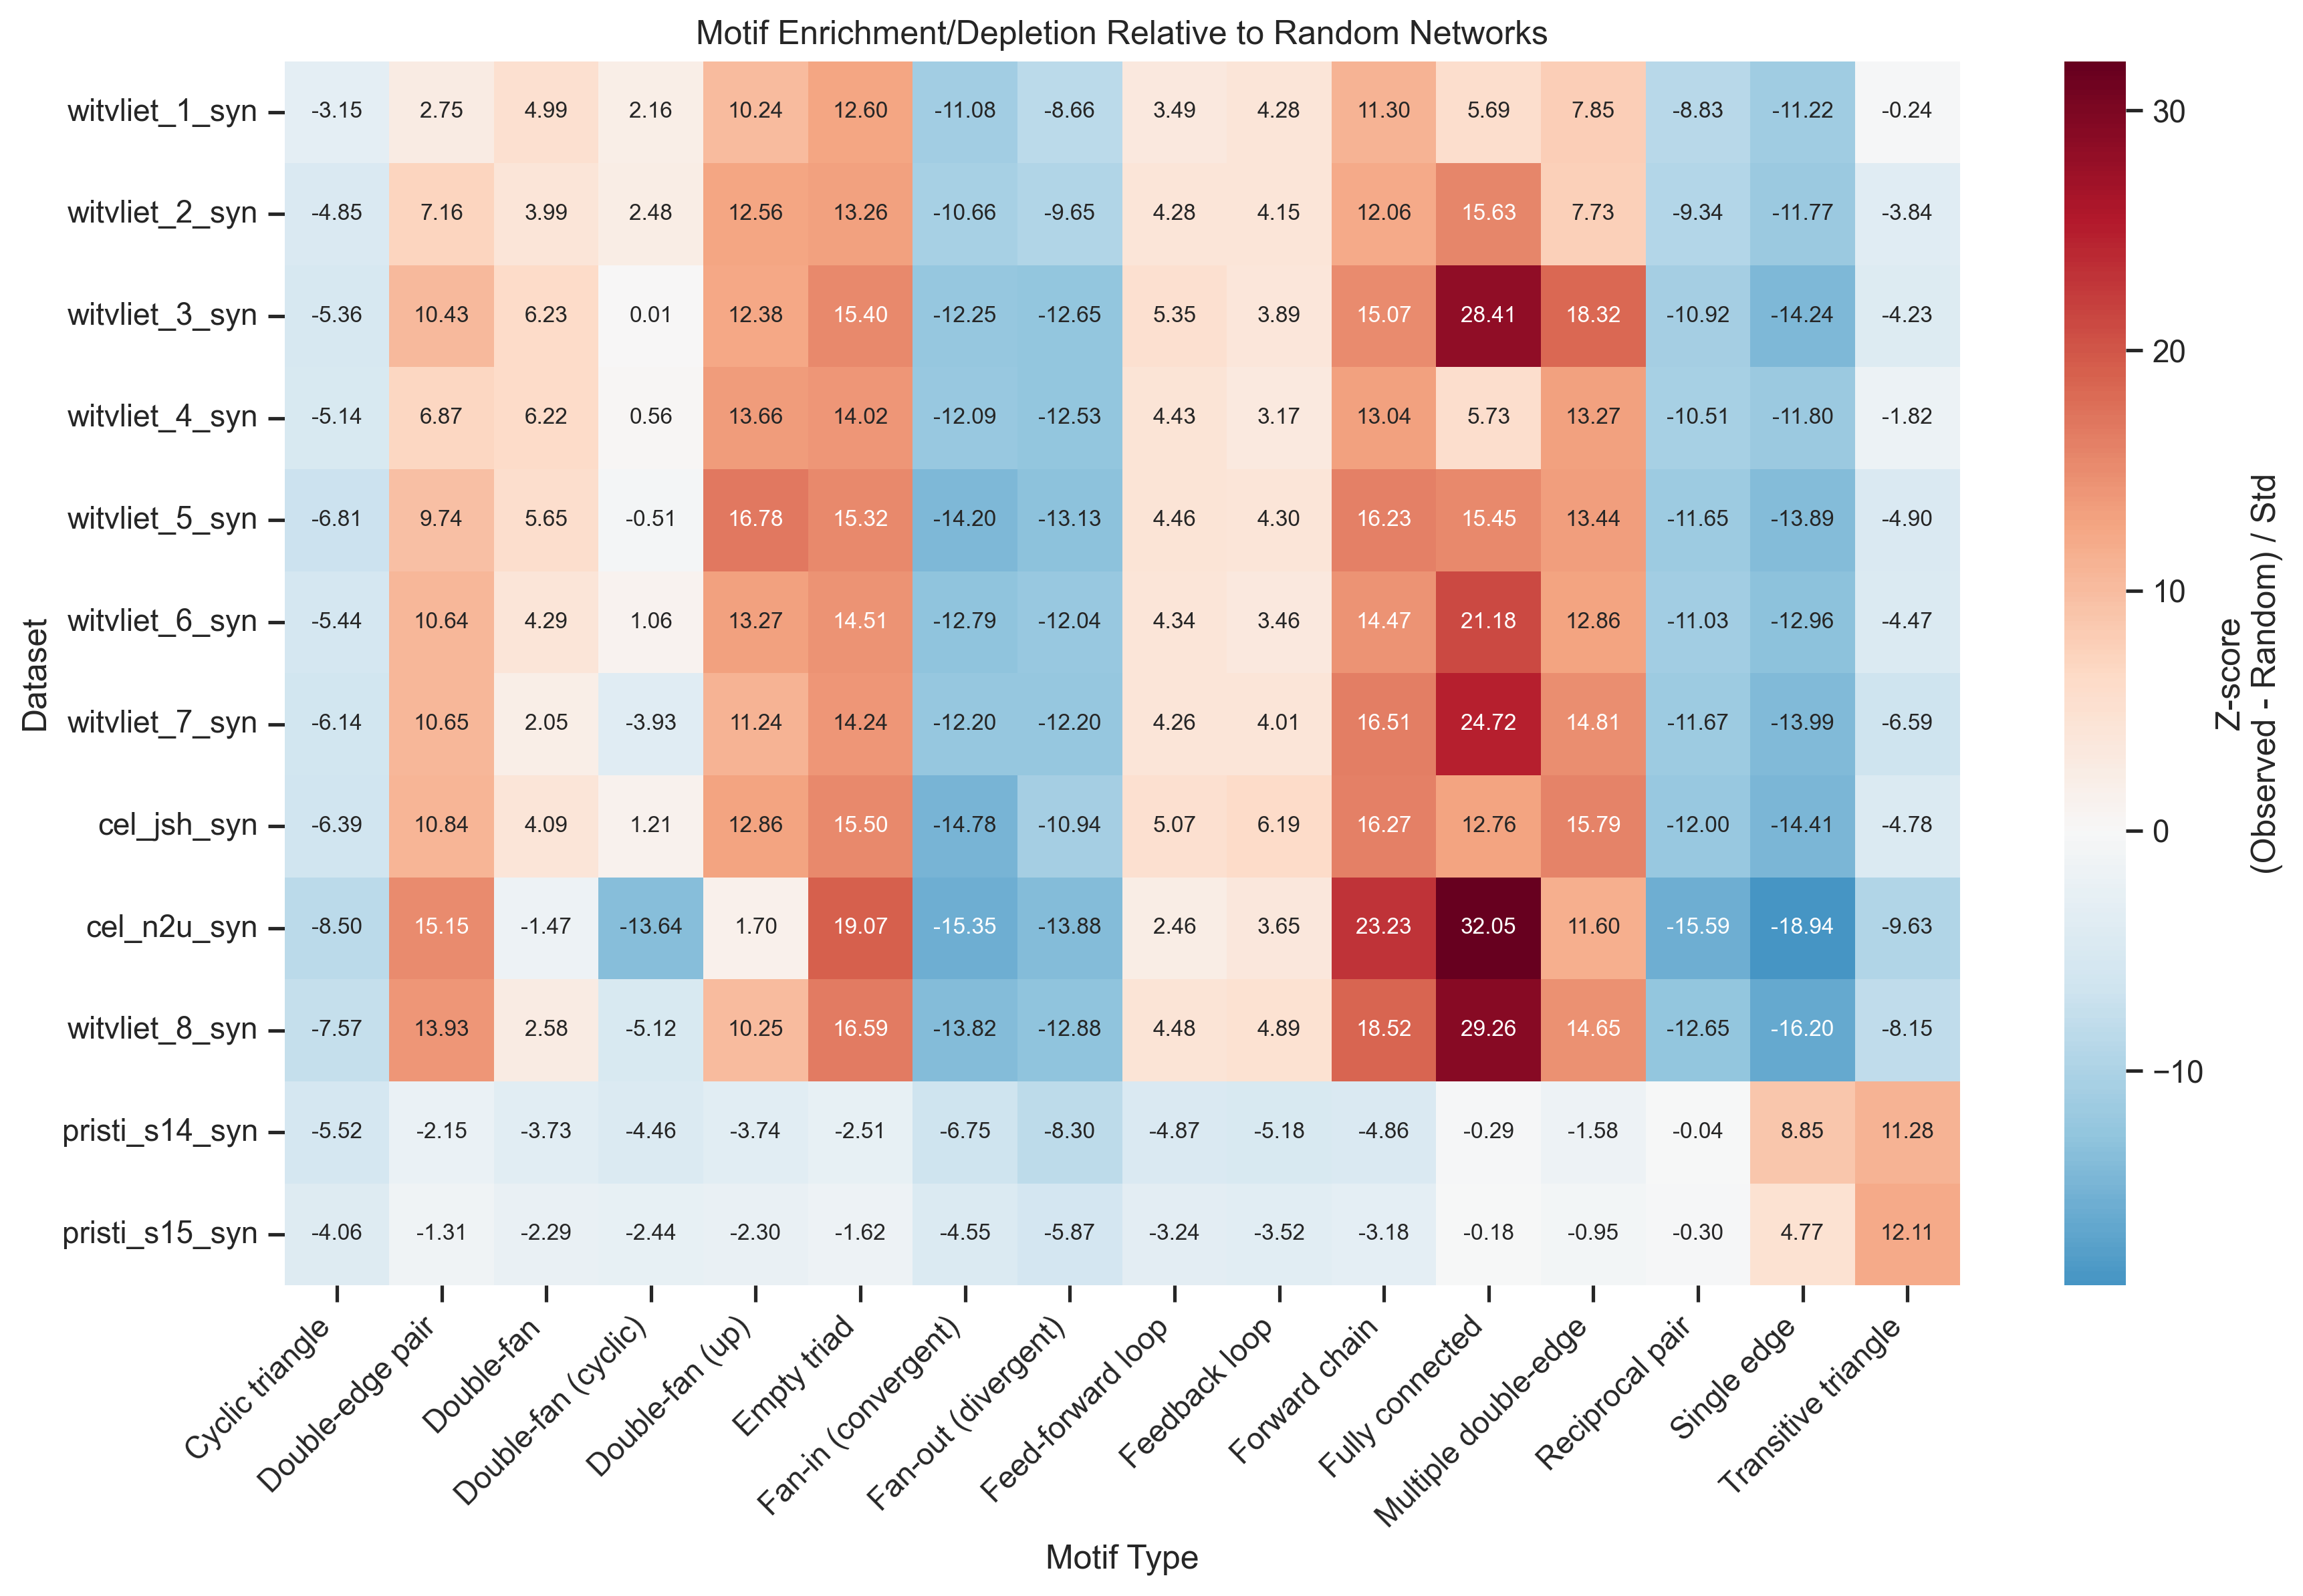 Motif Enrichment/Depletion Relative to Random Networks
witvliet_1_syn -3.15 2.75 4.99 2.16 10.24 12.60 -11.08 -8.66 3.49 4.28 11.30 5.69 7.85 -8.83 -11.22 -0.24
witvliet_2_syn -4.85 7.16 3.99 2.48 12.56 13.26 -10.66 -9.65 4.28 4.15 12.06 15.63 7.73 -9.34 -11.77 -3.84
witvliet_3_syn -5.36 10.43 6.23 0.01 12.38 15.40 -12.25 -12.65 5.35 3.89 15.07 28.41 18.32 -10.92 -14.24 -4.23
witvliet_4_syn -5.14 6.87 6.22 0.56 13.66 14.02 -12.09 -12.53 4.43 3.17 13.04 5.73 13.27 -10.51 -11.80 -1.82
witvliet_5_syn -6.81 9.74 5.65 -0.51 16.78 15.32 -14.20 -13.13 4.46 4.30 16.23 15.45 13.44 -11.65 -13.89 -4.90
witvliet_6_syn -5.44 10.64 4.29 1.06 13.27 14.51 -12.79 -12.04 4.34 3.46 14.47 21.18 12.86 -11.03 -12.96 -4.47
witvliet_7_syn -6.14 10.65 2.05 -3.93 11.24 14.24 -12.20 -12.20 4.26 4.01 16.51 24.72 14.81 -11.67 -13.99 -6.59
cel_jsh_syn -6.39 10.84 4.09 1.21 12.86 15.50 -14.78 -10.94 5.07 6.19 16.27 12.76 15.79 -12.00 -14.41 -4.78
cel_n2u_syn -8.50 15.15 -1.47 -13.64 1.70 19.07 -15.35 -13.88 2.46 3.65 23.23 32.05 11.60 -15.59 -18.94 -9.63
witvliet_8_syn -7.57 13.93 2.58 -5.12 10.25 16.59 -13.82 -12.88 4.48 4.89 18.52 29.26 14.65 -12.65 -16.20 -8.15
pristi_s14_syn -5.52 -2.15 -3.73 -4.46 -3.74 -2.51 -6.75 -8.30 -4.87 -5.18 -4.86 -0.29 -1.58 -0.04 8.85 11.28
pristi_s15_syn -4.06 -1.31 -2.29 -2.44 -2.30 -1.62 -4.55 -5.87 -3.24 -3.52 -3.18 -0.18 -0.95 -0.30 4.77 12.11
Dataset
Cyclic triangle
Double-edge pair
Double-fan
Double-fan (cyclic)
Double-fan (up)
Empty triad
Fan-in (convergent)
Fan-out (divergent)
Feed-forward loop
Feedback loop
Forward chain
Fully connected
Multiple double-edge
Reciprocal pair
Single edge
Transitive triangle
Motif Type
30
20
10
0
−10
Z-score
(Observed - Random) / Std